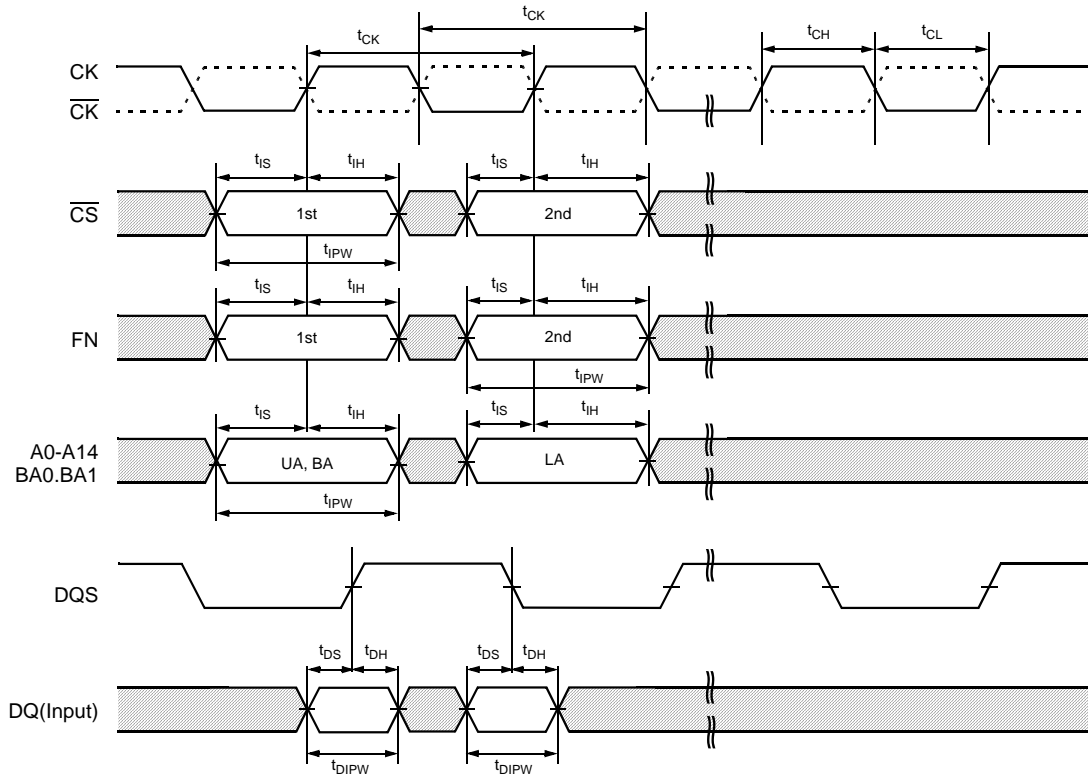 tCK
tCK
tCH
tCL
CK
C̅K̅
tIS
tIH
tIS
tIH
C̅S̅
1st
2nd
tIPW
tIS
tIH
tIS
tIH
FN
1st
2nd
tIPW
tIS
tIH
tIS
tIH
A0-A14
BA0.BA1
UA, BA
LA
tIPW
DQS
tDS
tDH
tDS
tDH
DQ(Input)
tDIPW
tDIPW